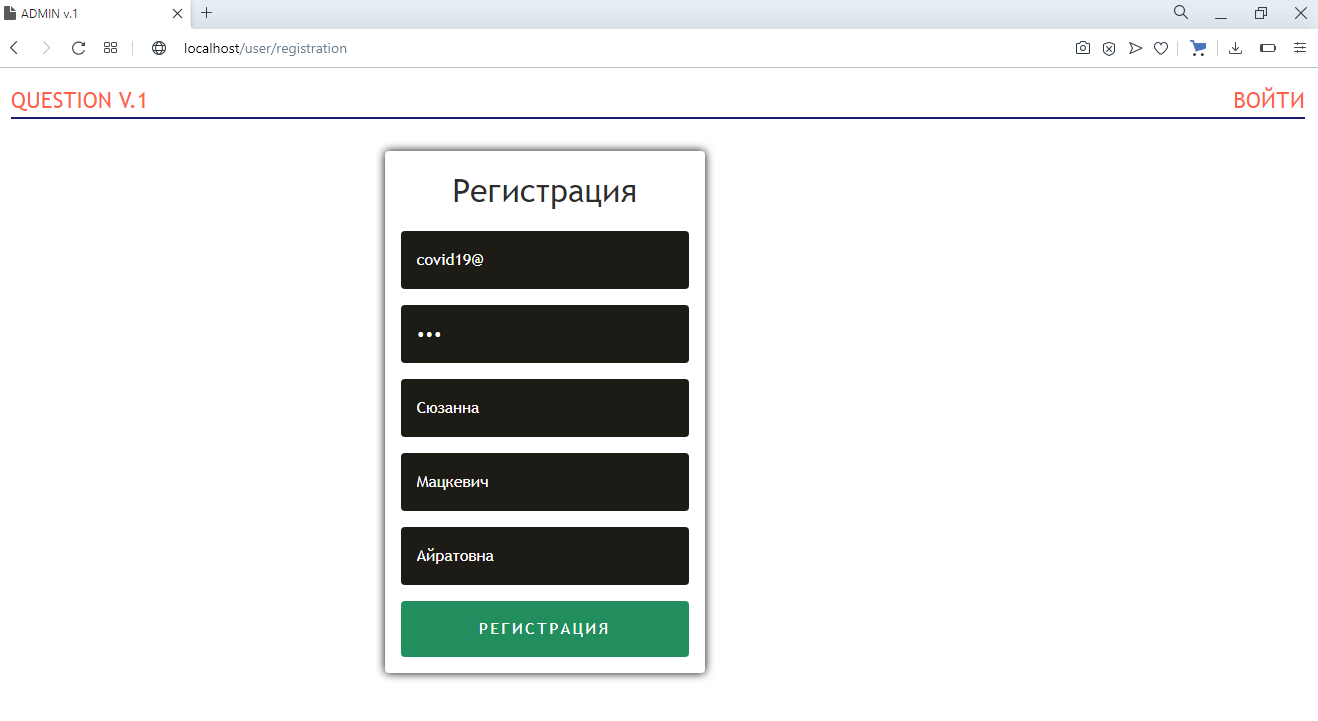 ADMIN v.1
localhost/user/registration
QUESTION V.1
ВОЙТИ
Регистрация
covid19@
•••
Сюзанна
Мацкевич
Айратовна
РЕГИСТРАЦИЯ